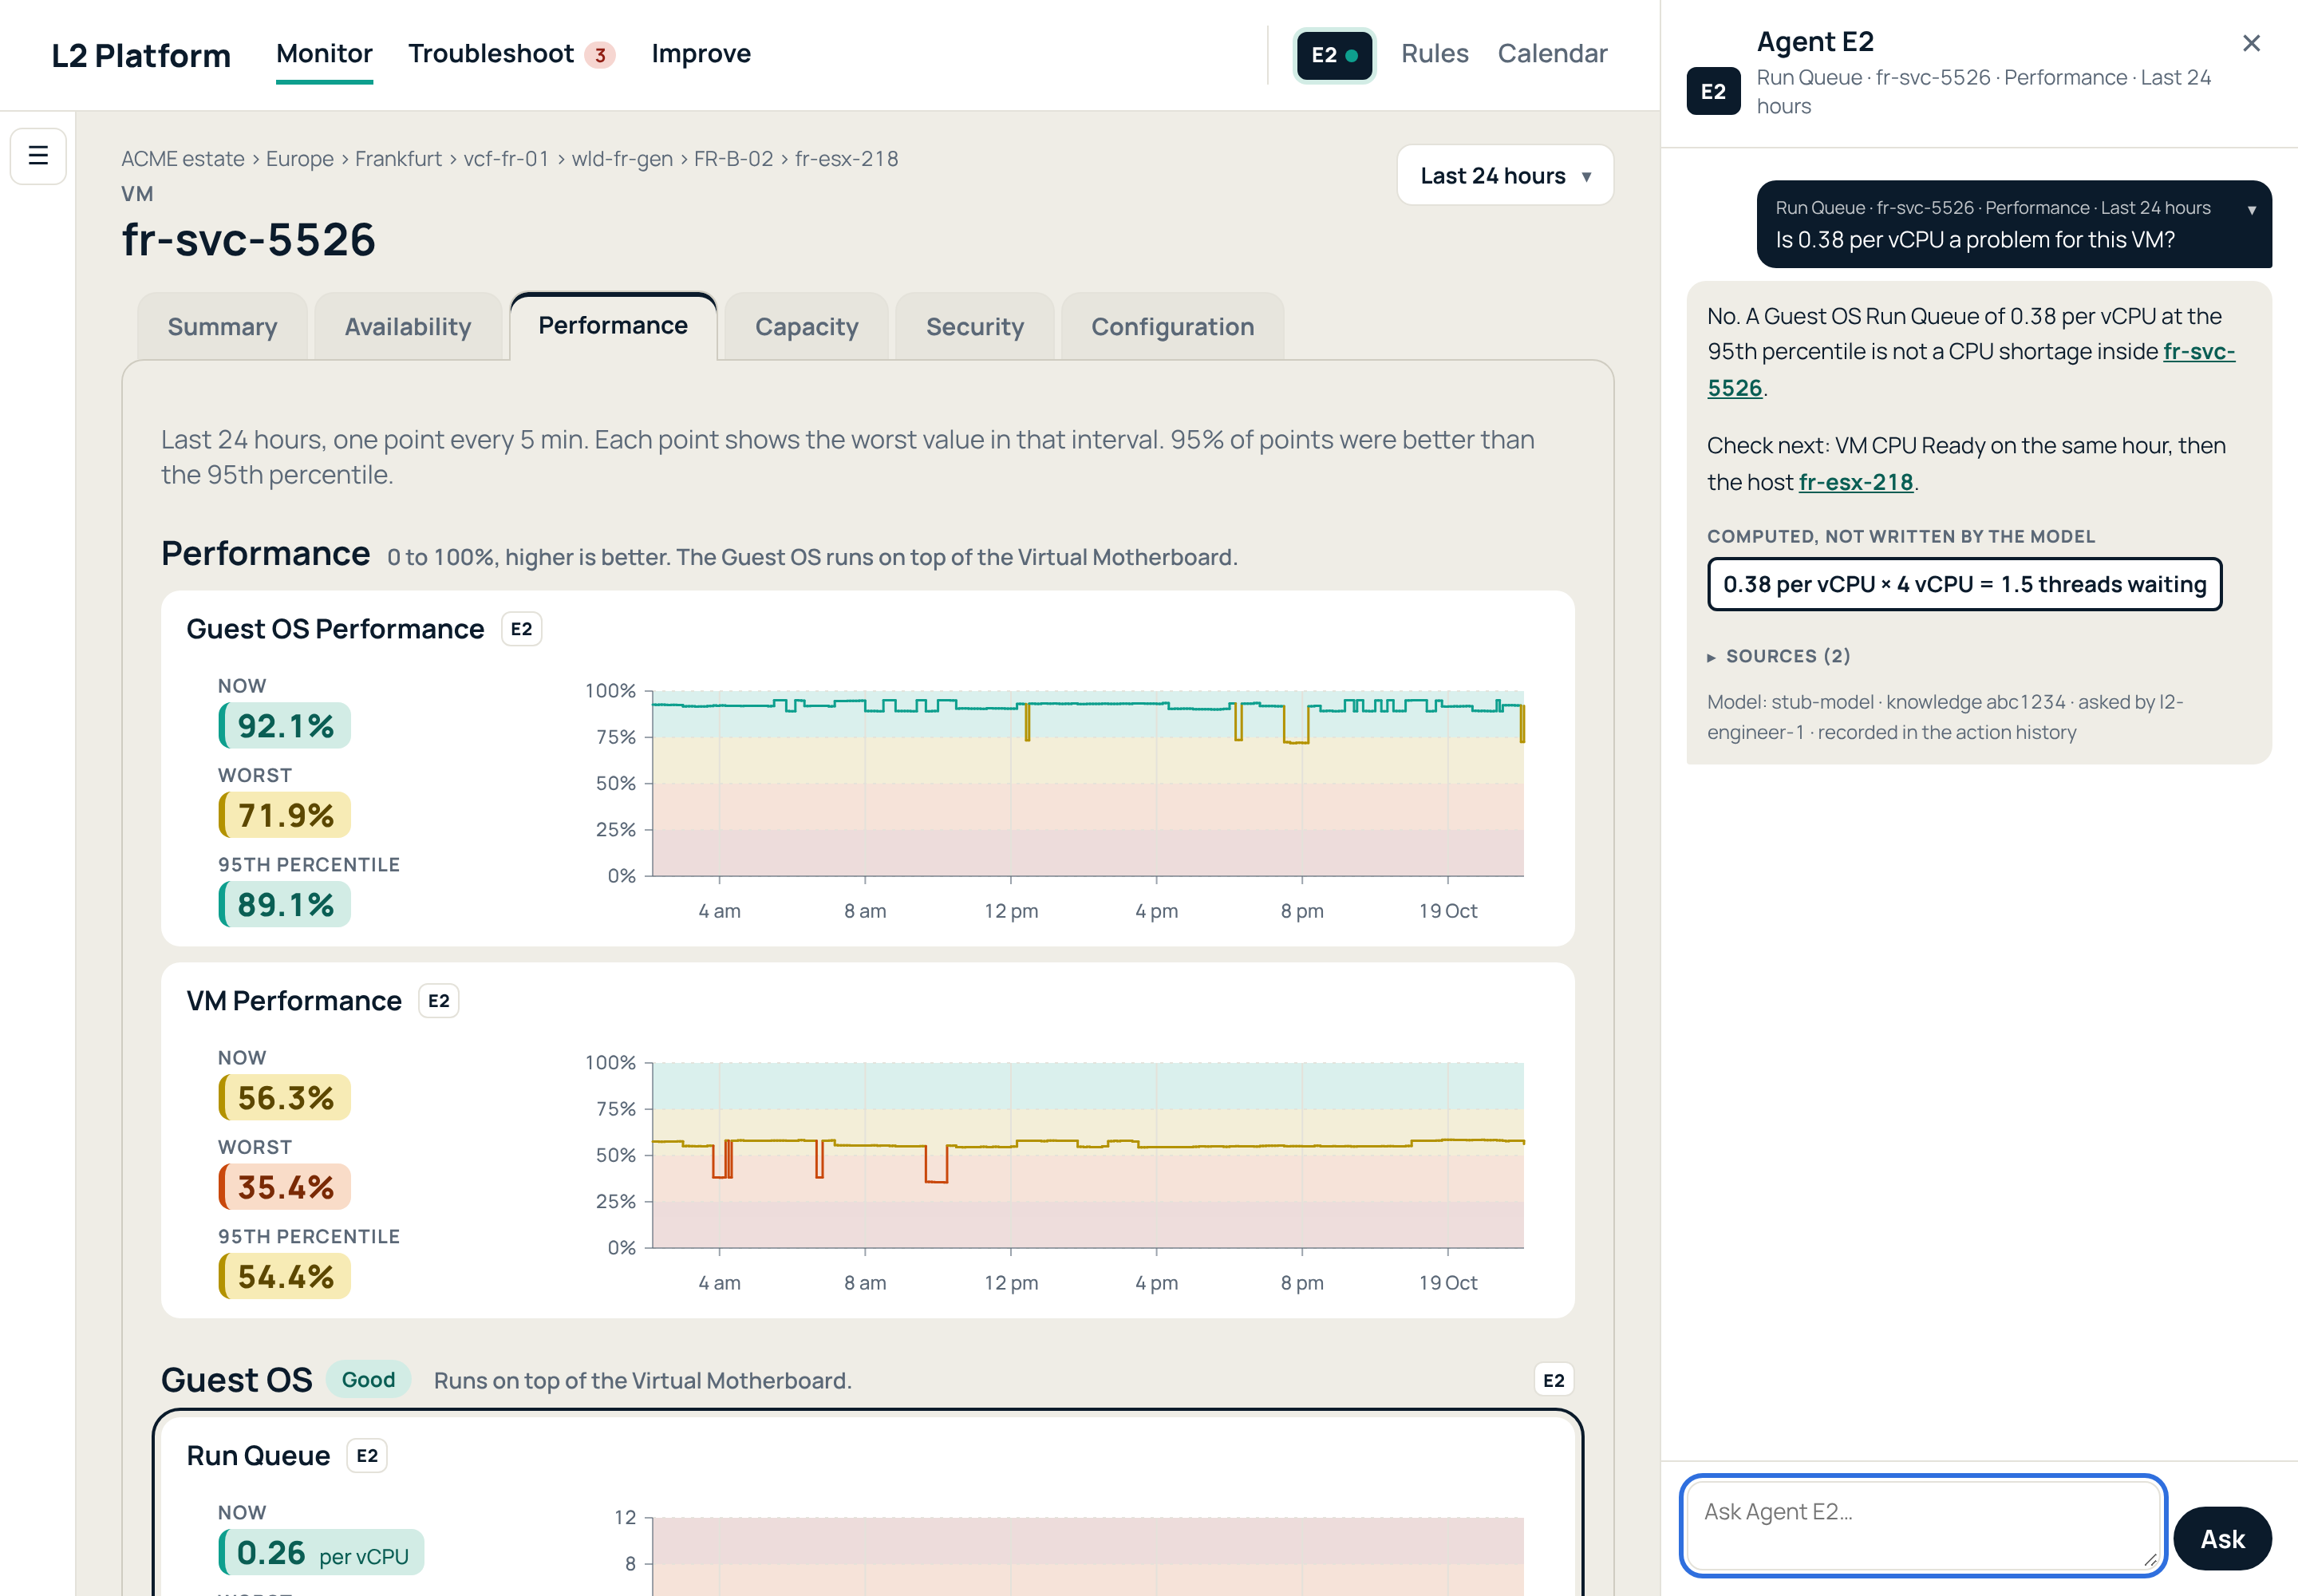 L2 Platform
Monitor
Troubleshoot 3
Improve
E2
Rules
Calendar
ACME estate › Europe › Frankfurt › vcf-fr-01 › wld-fr-gen › FR-B-02 › fr-esx-218
VM
fr-svc-5526
Last 24 hours ▾
Summary
Availability
Performance
Capacity
Security
Configuration
Last 24 hours, one point every 5 min. Each point shows the worst value in that interval. 95% of points were better than
the 95th percentile.
Performance 0 to 100%, higher is better. The Guest OS runs on top of the Virtual Motherboard.
Guest OS Performance E2
NOW
92.1%
WORST
71.9%
95TH PERCENTILE
89.1%
100%
75%
50%
25%
0%
4 am 8 am 12 pm 4 pm 8 pm 19 Oct
VM Performance E2
NOW
56.3%
WORST
35.4%
95TH PERCENTILE
54.4%
100%
75%
50%
25%
0%
4 am 8 am 12 pm 4 pm 8 pm 19 Oct
Guest OS Good Runs on top of the Virtual Motherboard. E2
Run Queue E2
NOW
0.26 per vCPU
12
8
Agent E2
E2
Run Queue · fr-svc-5526 · Performance · Last 24
hours
Run Queue · fr-svc-5526 · Performance · Last 24 hours
Is 0.38 per vCPU a problem for this VM?
No. A Guest OS Run Queue of 0.38 per vCPU at the
95th percentile is not a CPU shortage inside fr-svc-
5526.
Check next: VM CPU Ready on the same hour, then
the host fr-esx-218.
COMPUTED, NOT WRITTEN BY THE MODEL
0.38 per vCPU × 4 vCPU = 1.5 threads waiting
▸ SOURCES (2)
Model: stub-model · knowledge abc1234 · asked by l2-
engineer-1 · recorded in the action history
Ask Agent E2…
Ask